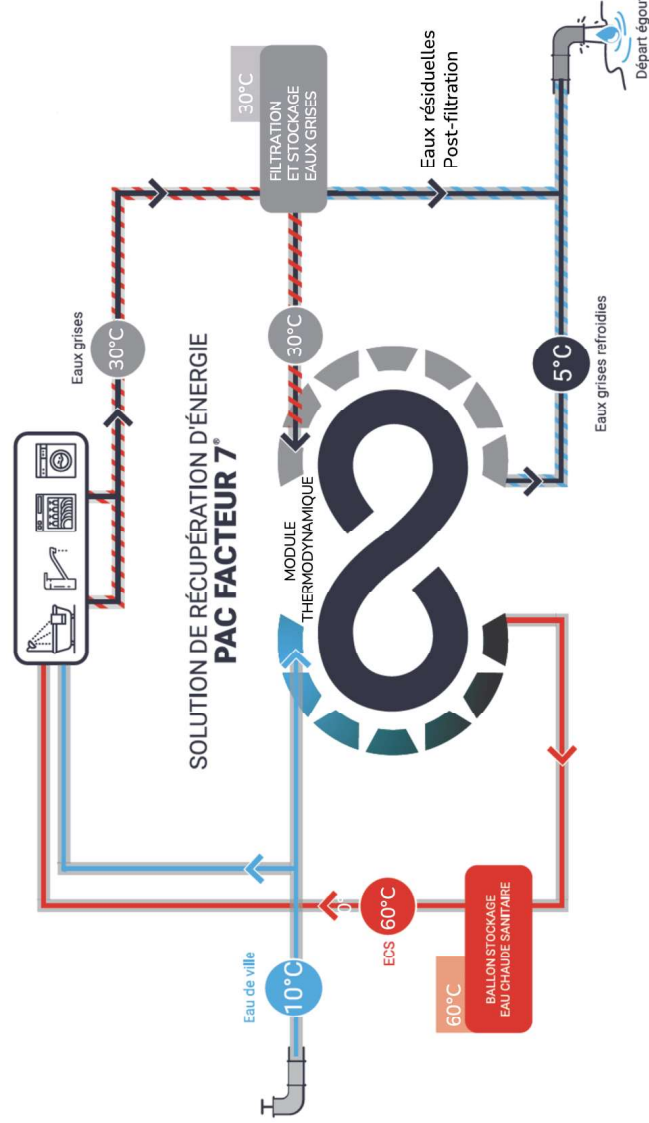 Eaux grises
30°C
30°C
FILTRATION
ET STOCKAGE
EAUX GRISES
SOLUTION DE RÉCUPÉRATION D'ÉNERGIE
PAC FACTEUR 7®
30°C
Eaux résiduelles
Post-filtration
MODULE
THERMODYNAMIQUE
Eau de ville
10°C
0°
ECS
60°C
60°C
BALLON STOCKAGE
EAU CHAUDE SANITAIRE
5°C
Eaux grises refroidies
Départ égout